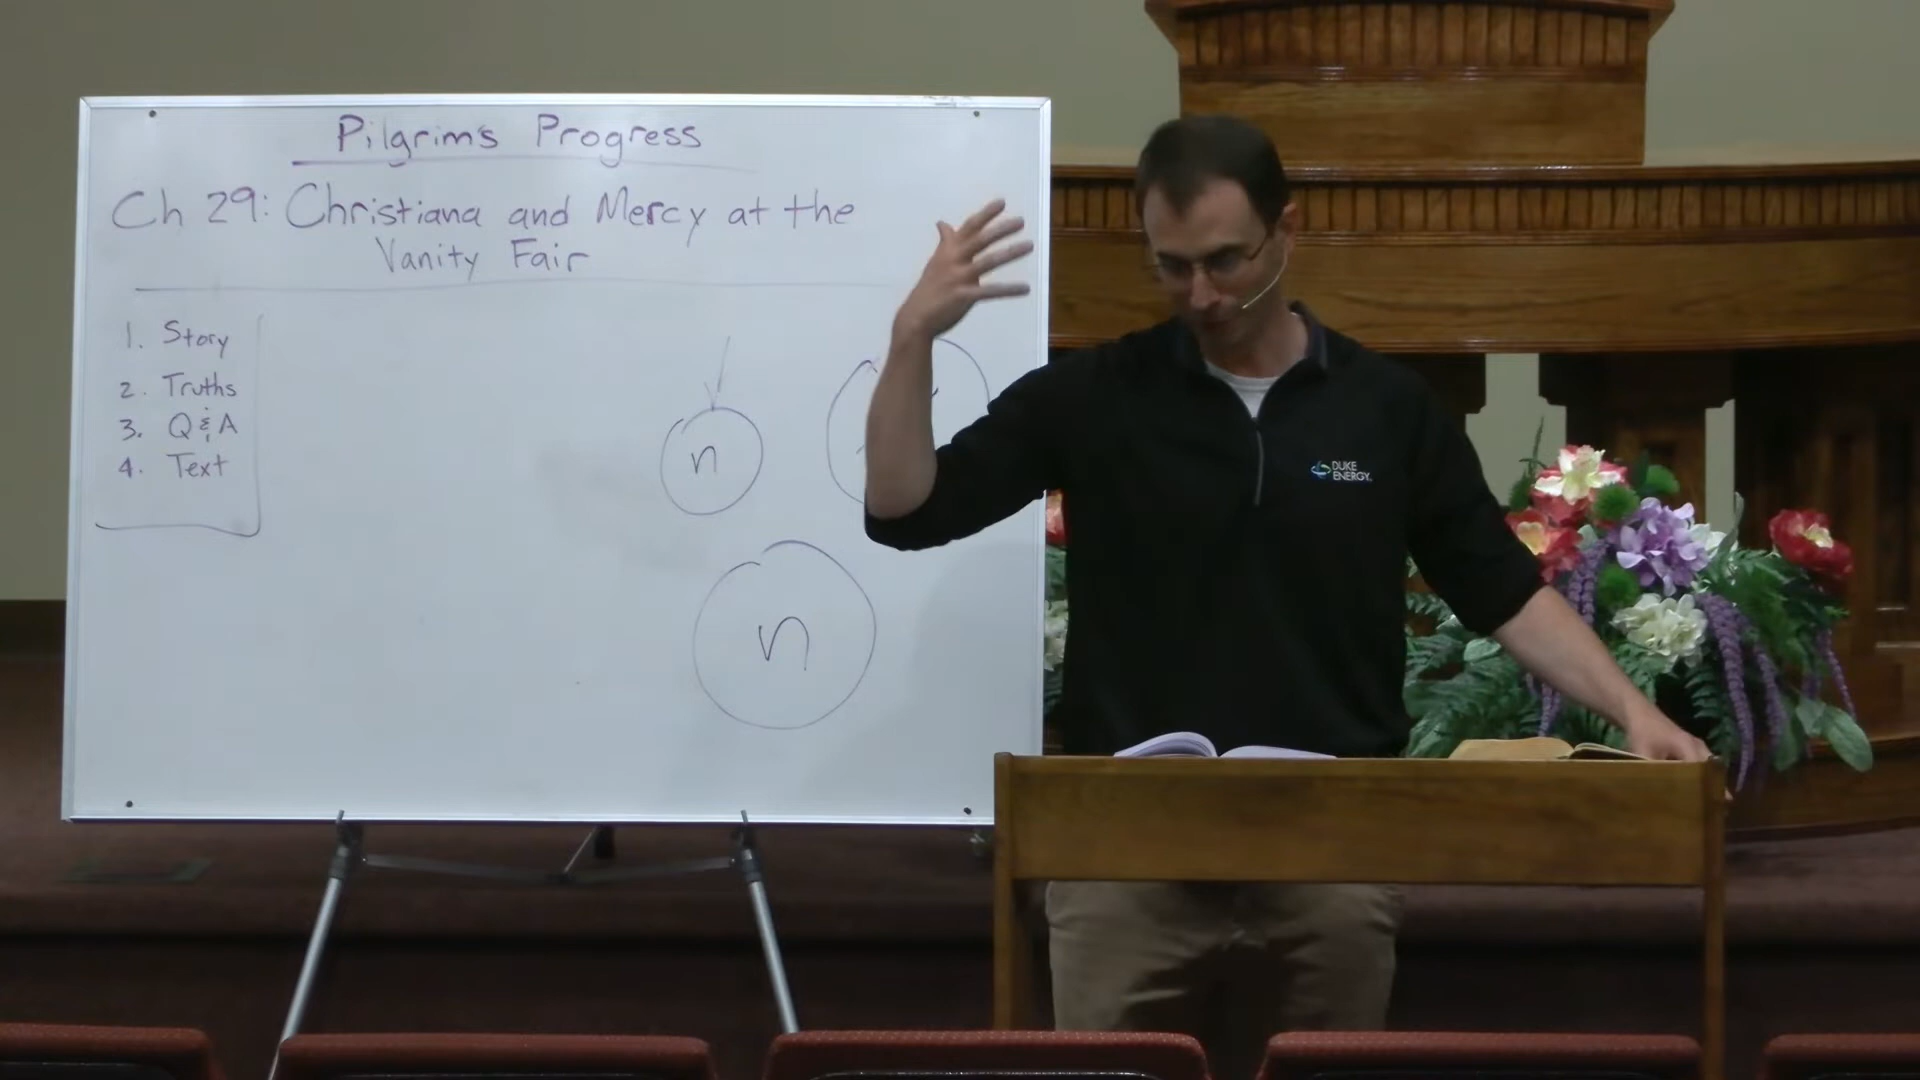 Pilgrim's Progress
Ch 29: Christiana and Mercy at the
Vanity Fair
1. Story
2. Truths
3. Q & A
4. Text
n
n
DUKE
ENERGY.